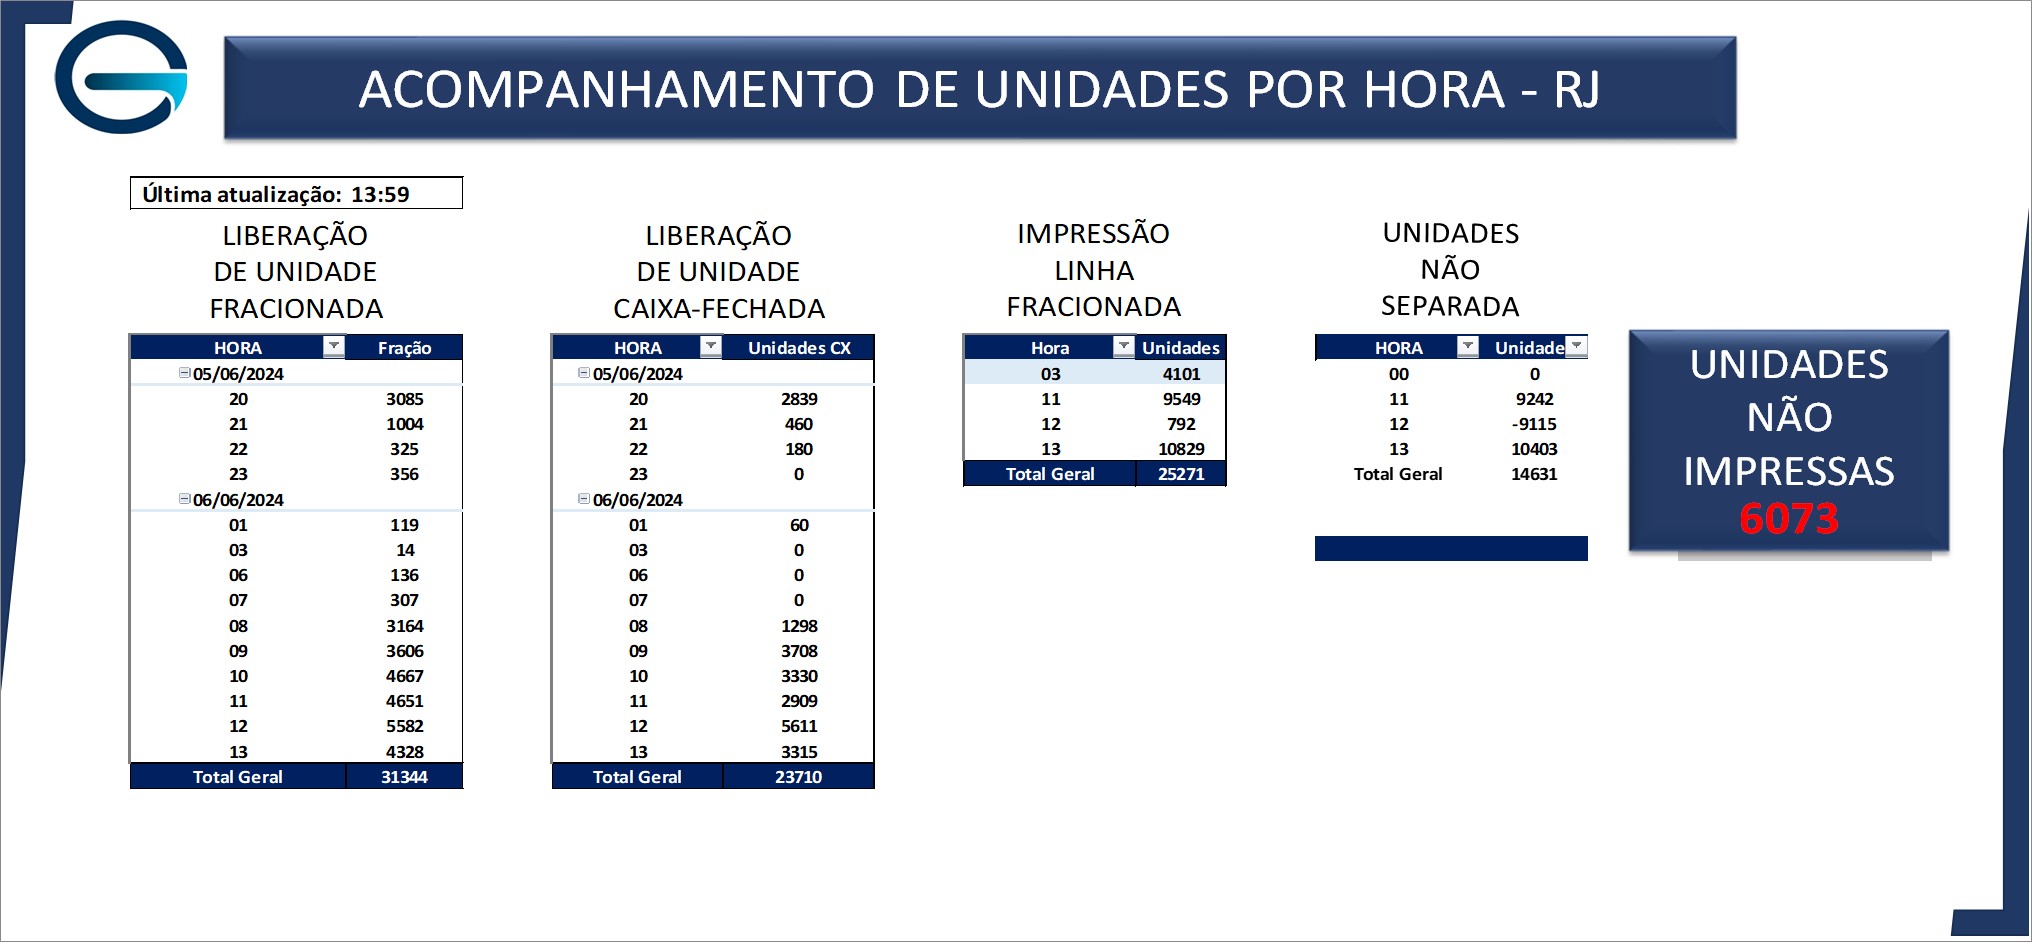 ACOMPANHAMENTO DE UNIDADES POR HORA - RJ
Última atualização: 13:59
LIBERAÇÃO
DE UNIDADE
FRACIONADA
HORA Fração
05/06/2024
20 3085
21 1004
22 325
23 356
06/06/2024
01 119
03 14
06 136
07 307
08 3164
09 3606
10 4667
11 4651
12 5582
13 4328
Total Geral 31344
LIBERAÇÃO
DE UNIDADE
CAIXA-FECHADA
HORA Unidades CX
05/06/2024
20 2839
21 460
22 180
23 0
06/06/2024
01 60
03 0
06 0
07 0
08 1298
09 3708
10 3330
11 2909
12 5611
13 3315
Total Geral 23710
IMPRESSÃO
LINHA
FRACIONADA
Hora Unidades
03 4101
11 9549
12 792
13 10829
Total Geral 25271
UNIDADES
NÃO
SEPARADA
HORA Unidade
00 0
11 9242
12 -9115
13 10403
Total Geral 14631
UNIDADES
NÃO
IMPRESSAS
6073